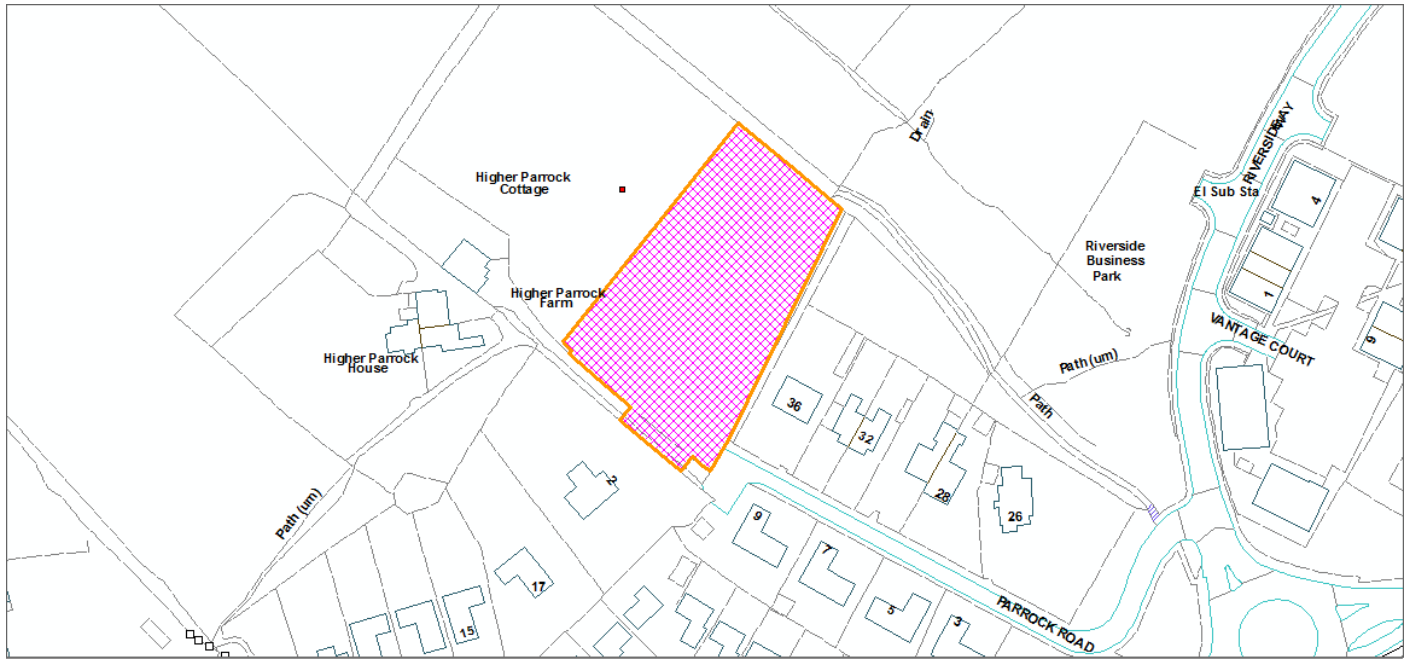 Drain
RIVERSIDE WAY
Higher Parrock
Cottage
El Sub Sta
4
Riverside
Business
Park
Higher Parrock
Farm
1
VANTAGE COURT
9
Higher Parrock
House
Path (um)
36
Path
32
2
28
Path (um)
26
9
7
17
5
3
15
PARROCK ROAD